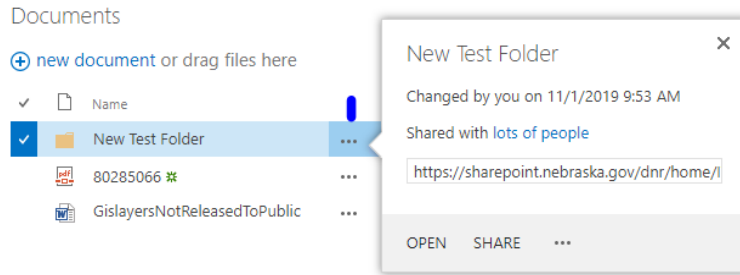 Documents
new document or drag files here
Name
New Test Folder
...
pdf
80285066
...
GislayersNotReleasedToPublic
...
New Test Folder
Changed by you on 11/1/2019 9:53 AM
Shared with lots of people
https://sharepoint.nebraska.gov/dnr/home/l
OPEN SHARE ...